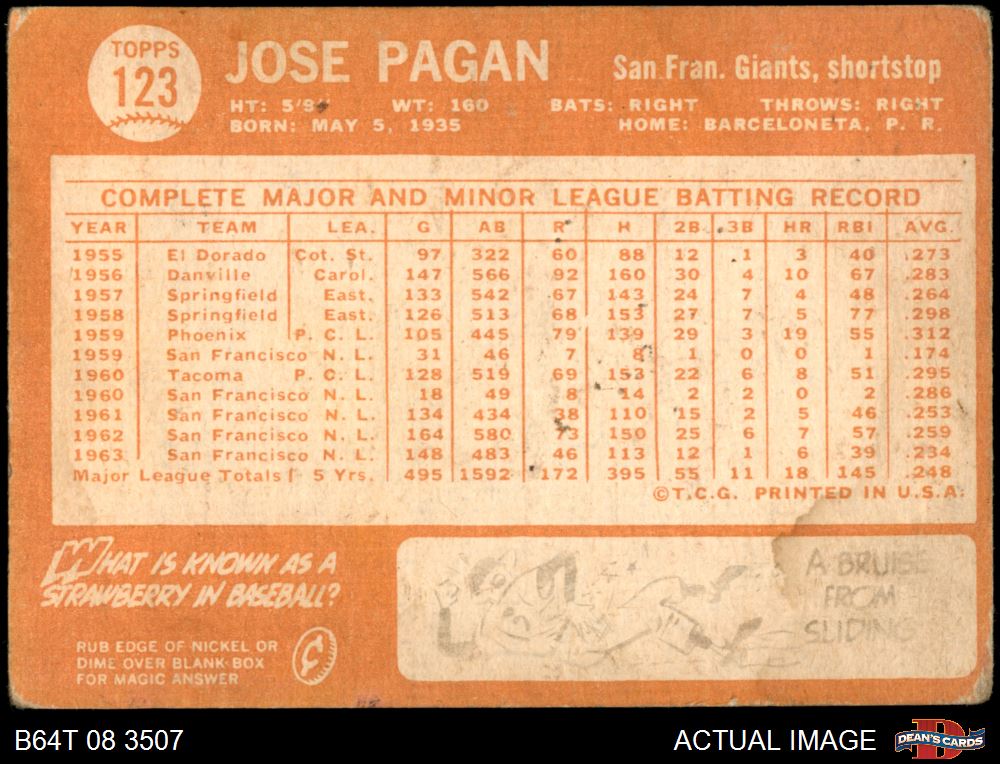 TOPPS
123
JOSE PAGAN
San Fran. Giants, shortstop
HT: 5'9" WT: 160 BATS: RIGHT THROWS: RIGHT
BORN: MAY 5, 1935 HOME: BARCELONETA, P. R.
COMPLETE MAJOR AND MINOR LEAGUE BATTING RECORD
YEAR TEAM LEA. G AB R H 2B 3B HR RBI AVG.
1955 El Dorado Cot. St. 97 322 60 88 12 1 3 40 .273
1956 Danville Carol. 147 566 92 160 30 4 10 67 .283
1957 Springfield East. 133 542 67 143 24 7 4 48 .264
1958 Springfield East. 126 513 68 153 27 7 5 77 .298
1959 Phoenix P. C. L. 105 445 79 139 29 3 19 55 .312
1959 San Francisco N. L. 31 46 7 8 1 0 0 1 .174
1960 Tacoma P. C. L. 128 519 69 153 22 6 8 51 .295
1960 San Francisco N. L. 18 49 8 14 2 2 0 2 .286
1961 San Francisco N. L. 134 434 38 110 15 2 5 46 .253
1962 San Francisco N. L. 164 580 73 150 25 6 7 57 .259
1963 San Francisco N. L. 148 483 46 113 12 1 6 39 .234
Major League Totals 5 Yrs. 495 1592 172 395 55 11 18 145 .248
©T.C.G. PRINTED IN U.S.A.
WHAT IS KNOWN AS A
STRAWBERRY IN BASEBALL?
RUB EDGE OF NICKEL OR
DIME OVER BLANK BOX
FOR MAGIC ANSWER
A BRUISE
FROM
SLIDING
B64T 08 3507
ACTUAL IMAGE
DEAN'S CARDS